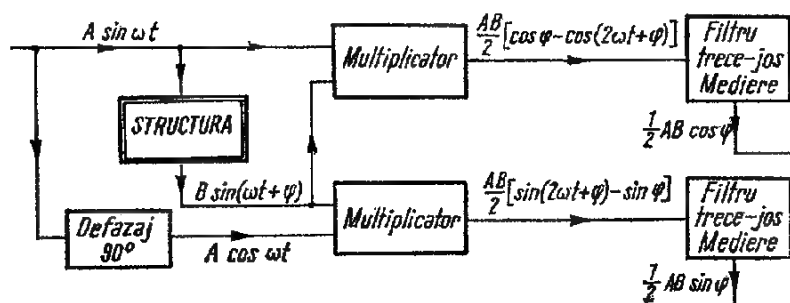 A sin ωt
Multiplicator
AB/2 [cos φ-cos(2ωt+φ)]
Filtru
trece-jos
Mediere
STRUCTURA
1/2 AB cos φ
B sin(ωt+φ)
Multiplicator
AB/2 [sin(2ωt+φ)-sin φ]
Filtru
trece-jos
Mediere
Defazaj
90°
A cos ωt
1/2 AB sin φ